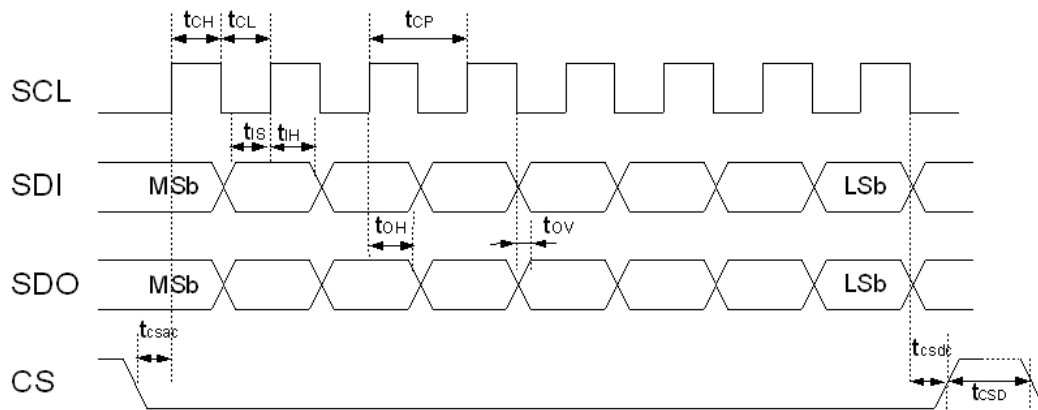 tCH tCL tCP
SCL
tIS tIH
SDI MSb LSb
tOH tOV
SDO MSb LSb
tcsac tcsdc
CS tCSD